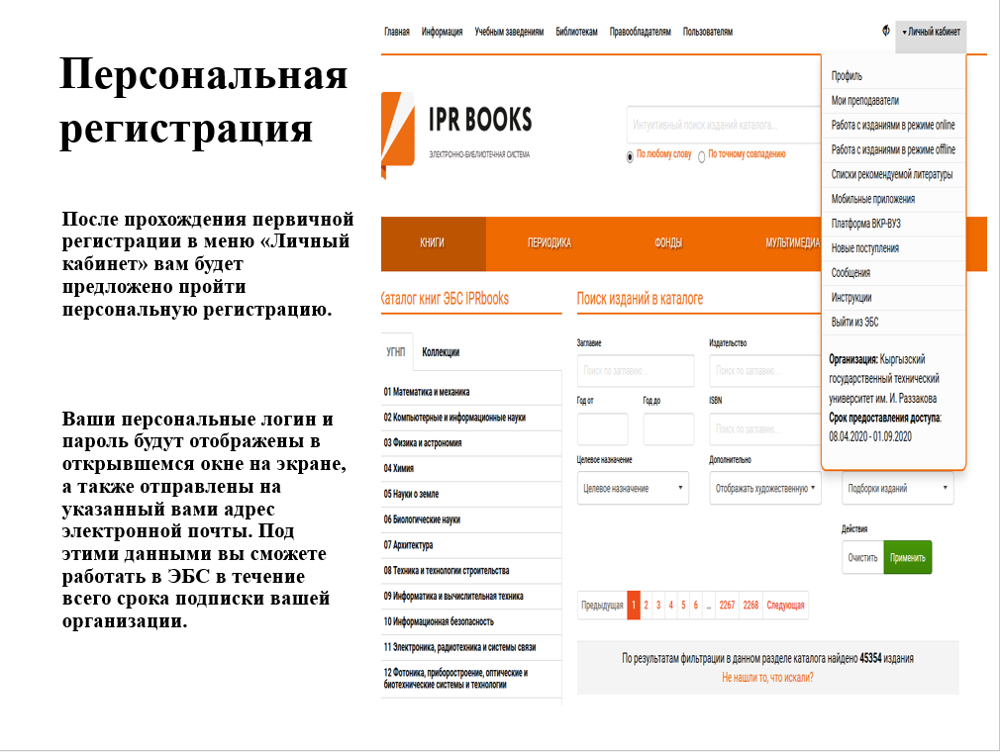 Персональная
регистрация
После прохождения первичной
регистрации в меню «Личный
кабинет» вам будет
предложено пройти
персональную регистрацию.
Ваши персональные логин и
пароль будут отображены в
открывшемся окне на экране,
а также отправлены на
указанный вами адрес
электронной почты. Под
этими данными вы сможете
работать в ЭБС в течение
всего срока подписки вашей
организации.
Главная Информация Учебным заведениям Библиотекам Правообладателям Пользователям
Личный кабинет
Профиль
Мои преподаватели
Работа с изданиями в режиме online
Работа с изданиями в режиме offline
Списки рекомендуемой литературы
Мобильные приложения
Платформа ВКР-ВУЗ
Новые поступления
Сообщения
Инструкции
Выйти из ЭБС
Организация: Кыргызский
государственный технический
университет им. И. Раззакова
Срок предоставления доступа:
08.04.2020 - 01.09.2020
IPR BOOKS
ЭЛЕКТРОННО-БИБЛИОТЕЧНАЯ СИСТЕМА
Интуитивный поиск изданий каталога...
По любому слову По точному совпадению
КНИГИ ПЕРИОДИКА ФОНДЫ МУЛЬТИМЕДИА
Каталог книг ЭБС IPRbooks
УГНП Коллекции
01 Математика и механика
02 Компьютерные и информационные науки
03 Физика и астрономия
04 Химия
05 Науки о земле
06 Биологические науки
07 Архитектура
08 Техника и технологии строительства
09 Информатика и вычислительная техника
10 Информационная безопасность
11 Электроника, радиотехника и системы связи
12 Фотоника, приборостроение, оптические и
биотехнические системы и технологии
Поиск изданий в каталоге
Заглавие Издательство
Поиск по заглавию... Поиск по заглавию...
Год от Год до ISBN
Поиск по заглавию...
Целевое назначение Дополнительно
Целевое назначение Отображать художественную Подборки изданий
Действия
Очистить Применить
Предыдущая 1 2 3 4 5 6 ... 2267 2268 Следующая
По результатам фильтрации в данном разделе каталога найдено 45354 издания
Не нашли то, что искали?